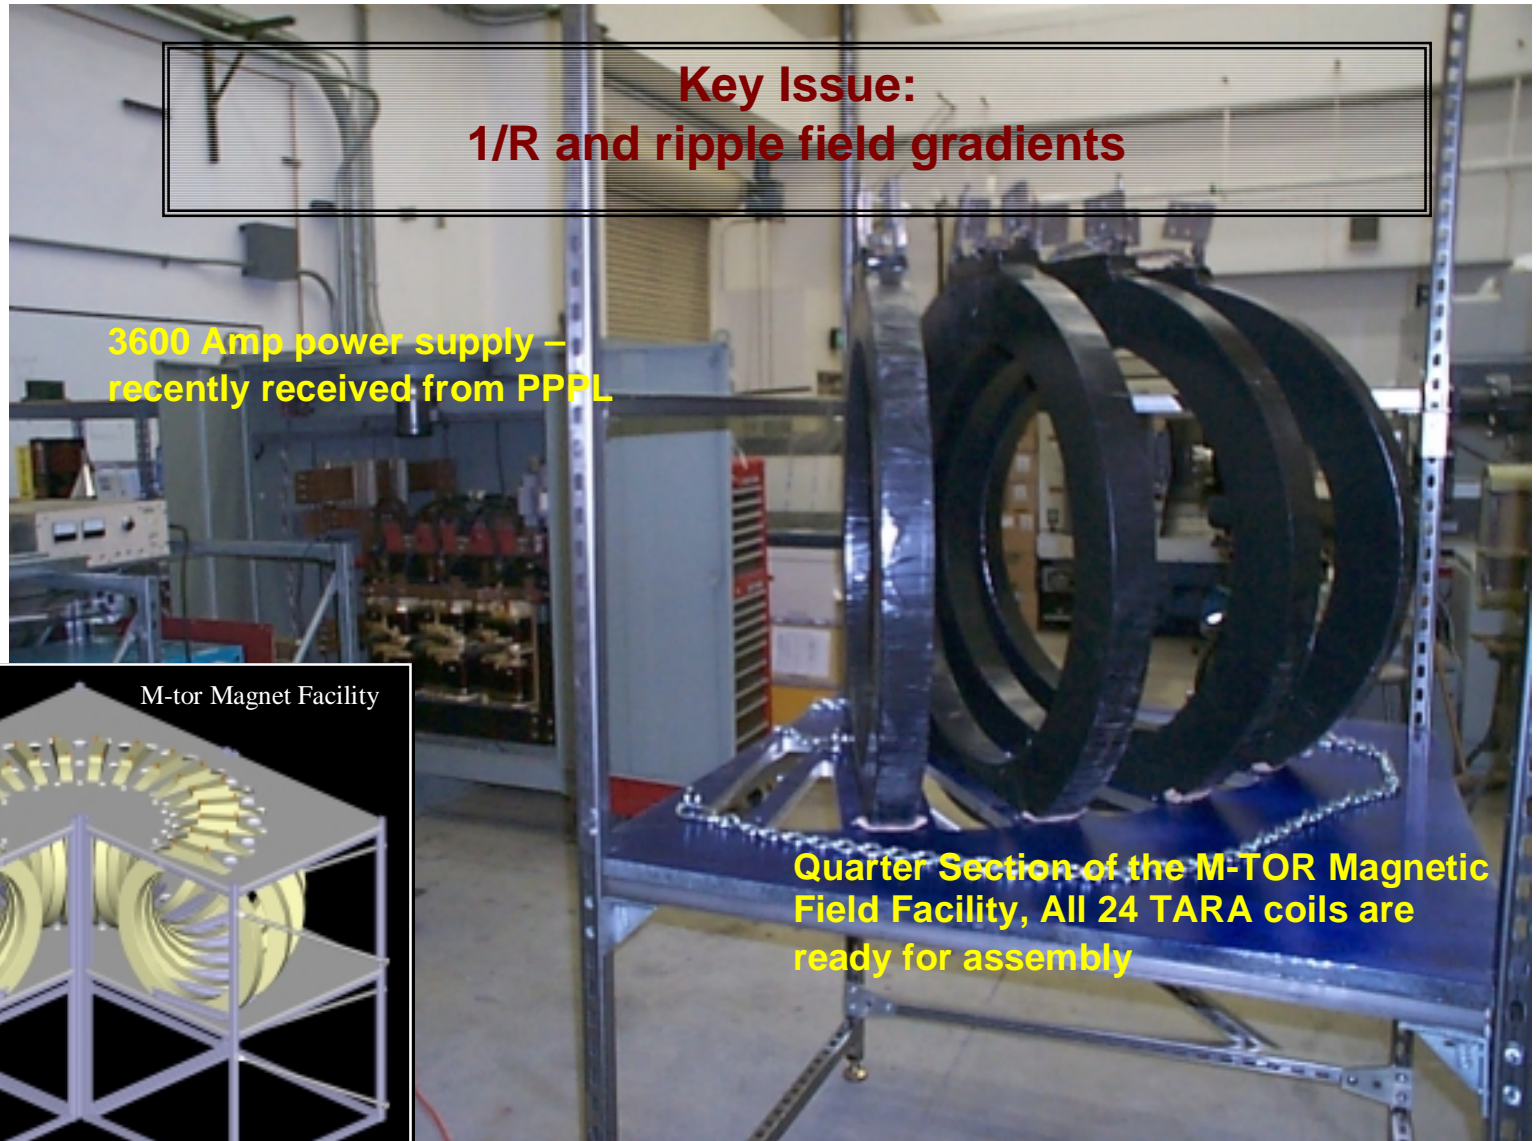 Key Issue:
1/R and ripple field gradients
3600 Amp power supply –
recently received from PPPL
M-tor Magnet Facility
Quarter Section of the M-TOR Magnetic
Field Facility, All 24 TARA coils are
ready for assembly